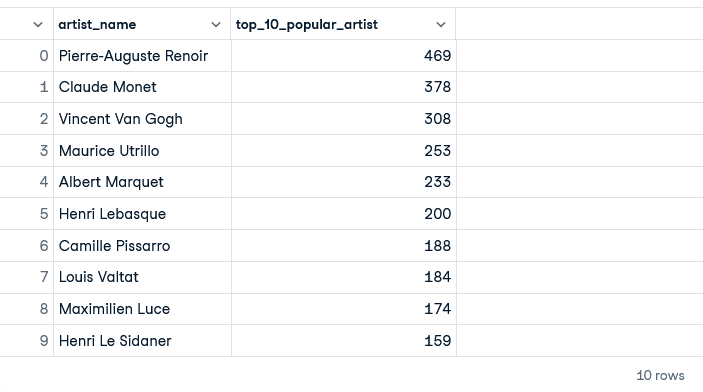 artist_name top_10_popular_artist
0 Pierre-Auguste Renoir 469
1 Claude Monet 378
2 Vincent Van Gogh 308
3 Maurice Utrillo 253
4 Albert Marquet 233
5 Henri Lebasque 200
6 Camille Pissarro 188
7 Louis Valtat 184
8 Maximilien Luce 174
9 Henri Le Sidaner 159
10 rows